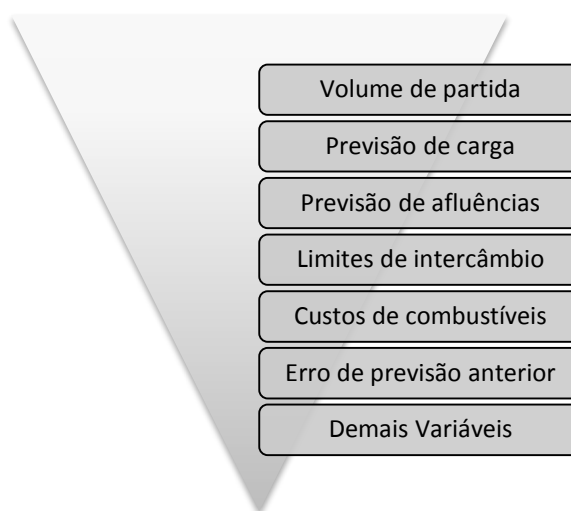 Volume de partida
Previsão de carga
Previsão de afluências
Limites de intercâmbio
Custos de combustíveis
Erro de previsão anterior
Demais Variáveis